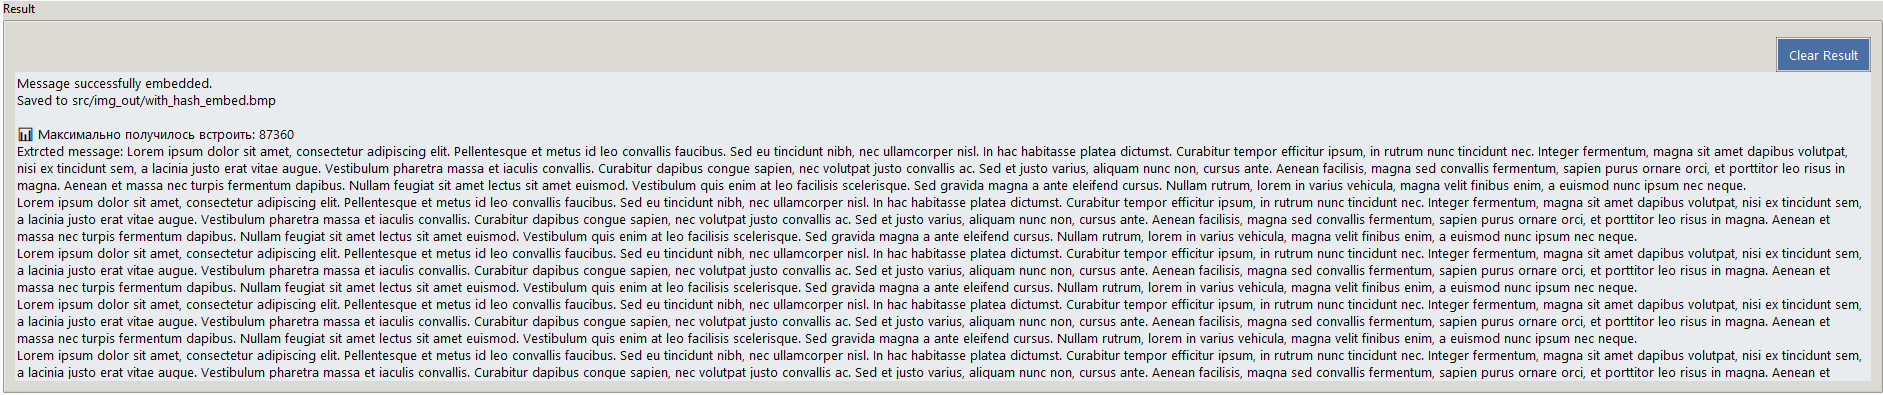 Result
Clear Result
Message successfully embedded.
Saved to src/img_out/with_hash_embed.bmp
📊 Максимально получилось встроить: 87360
Extrcted message: Lorem ipsum dolor sit amet, consectetur adipiscing elit. Pellentesque et metus id leo convallis faucibus. Sed eu tincidunt nibh, nec ullamcorper nisl. In hac habitasse platea dictumst. Curabitur tempor efficitur ipsum, in rutrum nunc tincidunt nec. Integer fermentum, magna sit amet dapibus volutpat,
nisi ex tincidunt sem, a lacinia justo erat vitae augue. Vestibulum pharetra massa et iaculis convallis. Curabitur dapibus congue sapien, nec volutpat justo convallis ac. Sed et justo varius, aliquam nunc non, cursus ante. Aenean facilisis, magna sed convallis fermentum, sapien purus ornare orci, et porttitor leo risus in
magna. Aenean et massa nec turpis fermentum dapibus. Nullam feugiat sit amet lectus sit amet euismod. Vestibulum quis enim at leo facilisis scelerisque. Sed gravida magna a ante eleifend cursus. Nullam rutrum, lorem in varius vehicula, magna velit finibus enim, a euismod nunc ipsum nec neque.
Lorem ipsum dolor sit amet, consectetur adipiscing elit. Pellentesque et metus id leo convallis faucibus. Sed eu tincidunt nibh, nec ullamcorper nisl. In hac habitasse platea dictumst. Curabitur tempor efficitur ipsum, in rutrum nunc tincidunt nec. Integer fermentum, magna sit amet dapibus volutpat, nisi ex tincidunt sem,
a lacinia justo erat vitae augue. Vestibulum pharetra massa et iaculis convallis. Curabitur dapibus congue sapien, nec volutpat justo convallis ac. Sed et justo varius, aliquam nunc non, cursus ante. Aenean facilisis, magna sed convallis fermentum, sapien purus ornare orci, et porttitor leo risus in magna. Aenean et
massa nec turpis fermentum dapibus. Nullam feugiat sit amet lectus sit amet euismod. Vestibulum quis enim at leo facilisis scelerisque. Sed gravida magna a ante eleifend cursus. Nullam rutrum, lorem in varius vehicula, magna velit finibus enim, a euismod nunc ipsum nec neque.
Lorem ipsum dolor sit amet, consectetur adipiscing elit. Pellentesque et metus id leo convallis faucibus. Sed eu tincidunt nibh, nec ullamcorper nisl. In hac habitasse platea dictumst. Curabitur tempor efficitur ipsum, in rutrum nunc tincidunt nec. Integer fermentum, magna sit amet dapibus volutpat, nisi ex tincidunt sem,
a lacinia justo erat vitae augue. Vestibulum pharetra massa et iaculis convallis. Curabitur dapibus congue sapien, nec volutpat justo convallis ac. Sed et justo varius, aliquam nunc non, cursus ante. Aenean facilisis, magna sed convallis fermentum, sapien purus ornare orci, et porttitor leo risus in magna. Aenean et
massa nec turpis fermentum dapibus. Nullam feugiat sit amet lectus sit amet euismod. Vestibulum quis enim at leo facilisis scelerisque. Sed gravida magna a ante eleifend cursus. Nullam rutrum, lorem in varius vehicula, magna velit finibus enim, a euismod nunc ipsum nec neque.
Lorem ipsum dolor sit amet, consectetur adipiscing elit. Pellentesque et metus id leo convallis faucibus. Sed eu tincidunt nibh, nec ullamcorper nisl. In hac habitasse platea dictumst. Curabitur tempor efficitur ipsum, in rutrum nunc tincidunt nec. Integer fermentum, magna sit amet dapibus volutpat, nisi ex tincidunt sem,
a lacinia justo erat vitae augue. Vestibulum pharetra massa et iaculis convallis. Curabitur dapibus congue sapien, nec volutpat justo convallis ac. Sed et justo varius, aliquam nunc non, cursus ante. Aenean facilisis, magna sed convallis fermentum, sapien purus ornare orci, et porttitor leo risus in magna. Aenean et
massa nec turpis fermentum dapibus. Nullam feugiat sit amet lectus sit amet euismod. Vestibulum quis enim at leo facilisis scelerisque. Sed gravida magna a ante eleifend cursus. Nullam rutrum, lorem in varius vehicula, magna velit finibus enim, a euismod nunc ipsum nec neque.
Lorem ipsum dolor sit amet, consectetur adipiscing elit. Pellentesque et metus id leo convallis faucibus. Sed eu tincidunt nibh, nec ullamcorper nisl. In hac habitasse platea dictumst. Curabitur tempor efficitur ipsum, in rutrum nunc tincidunt nec. Integer fermentum, magna sit amet dapibus volutpat, nisi ex tincidunt sem,
a lacinia justo erat vitae augue. Vestibulum pharetra massa et iaculis convallis. Curabitur dapibus congue sapien, nec volutpat justo convallis ac. Sed et justo varius, aliquam nunc non, cursus ante. Aenean facilisis, magna sed convallis fermentum, sapien purus ornare orci, et porttitor leo risus in magna. Aenean et